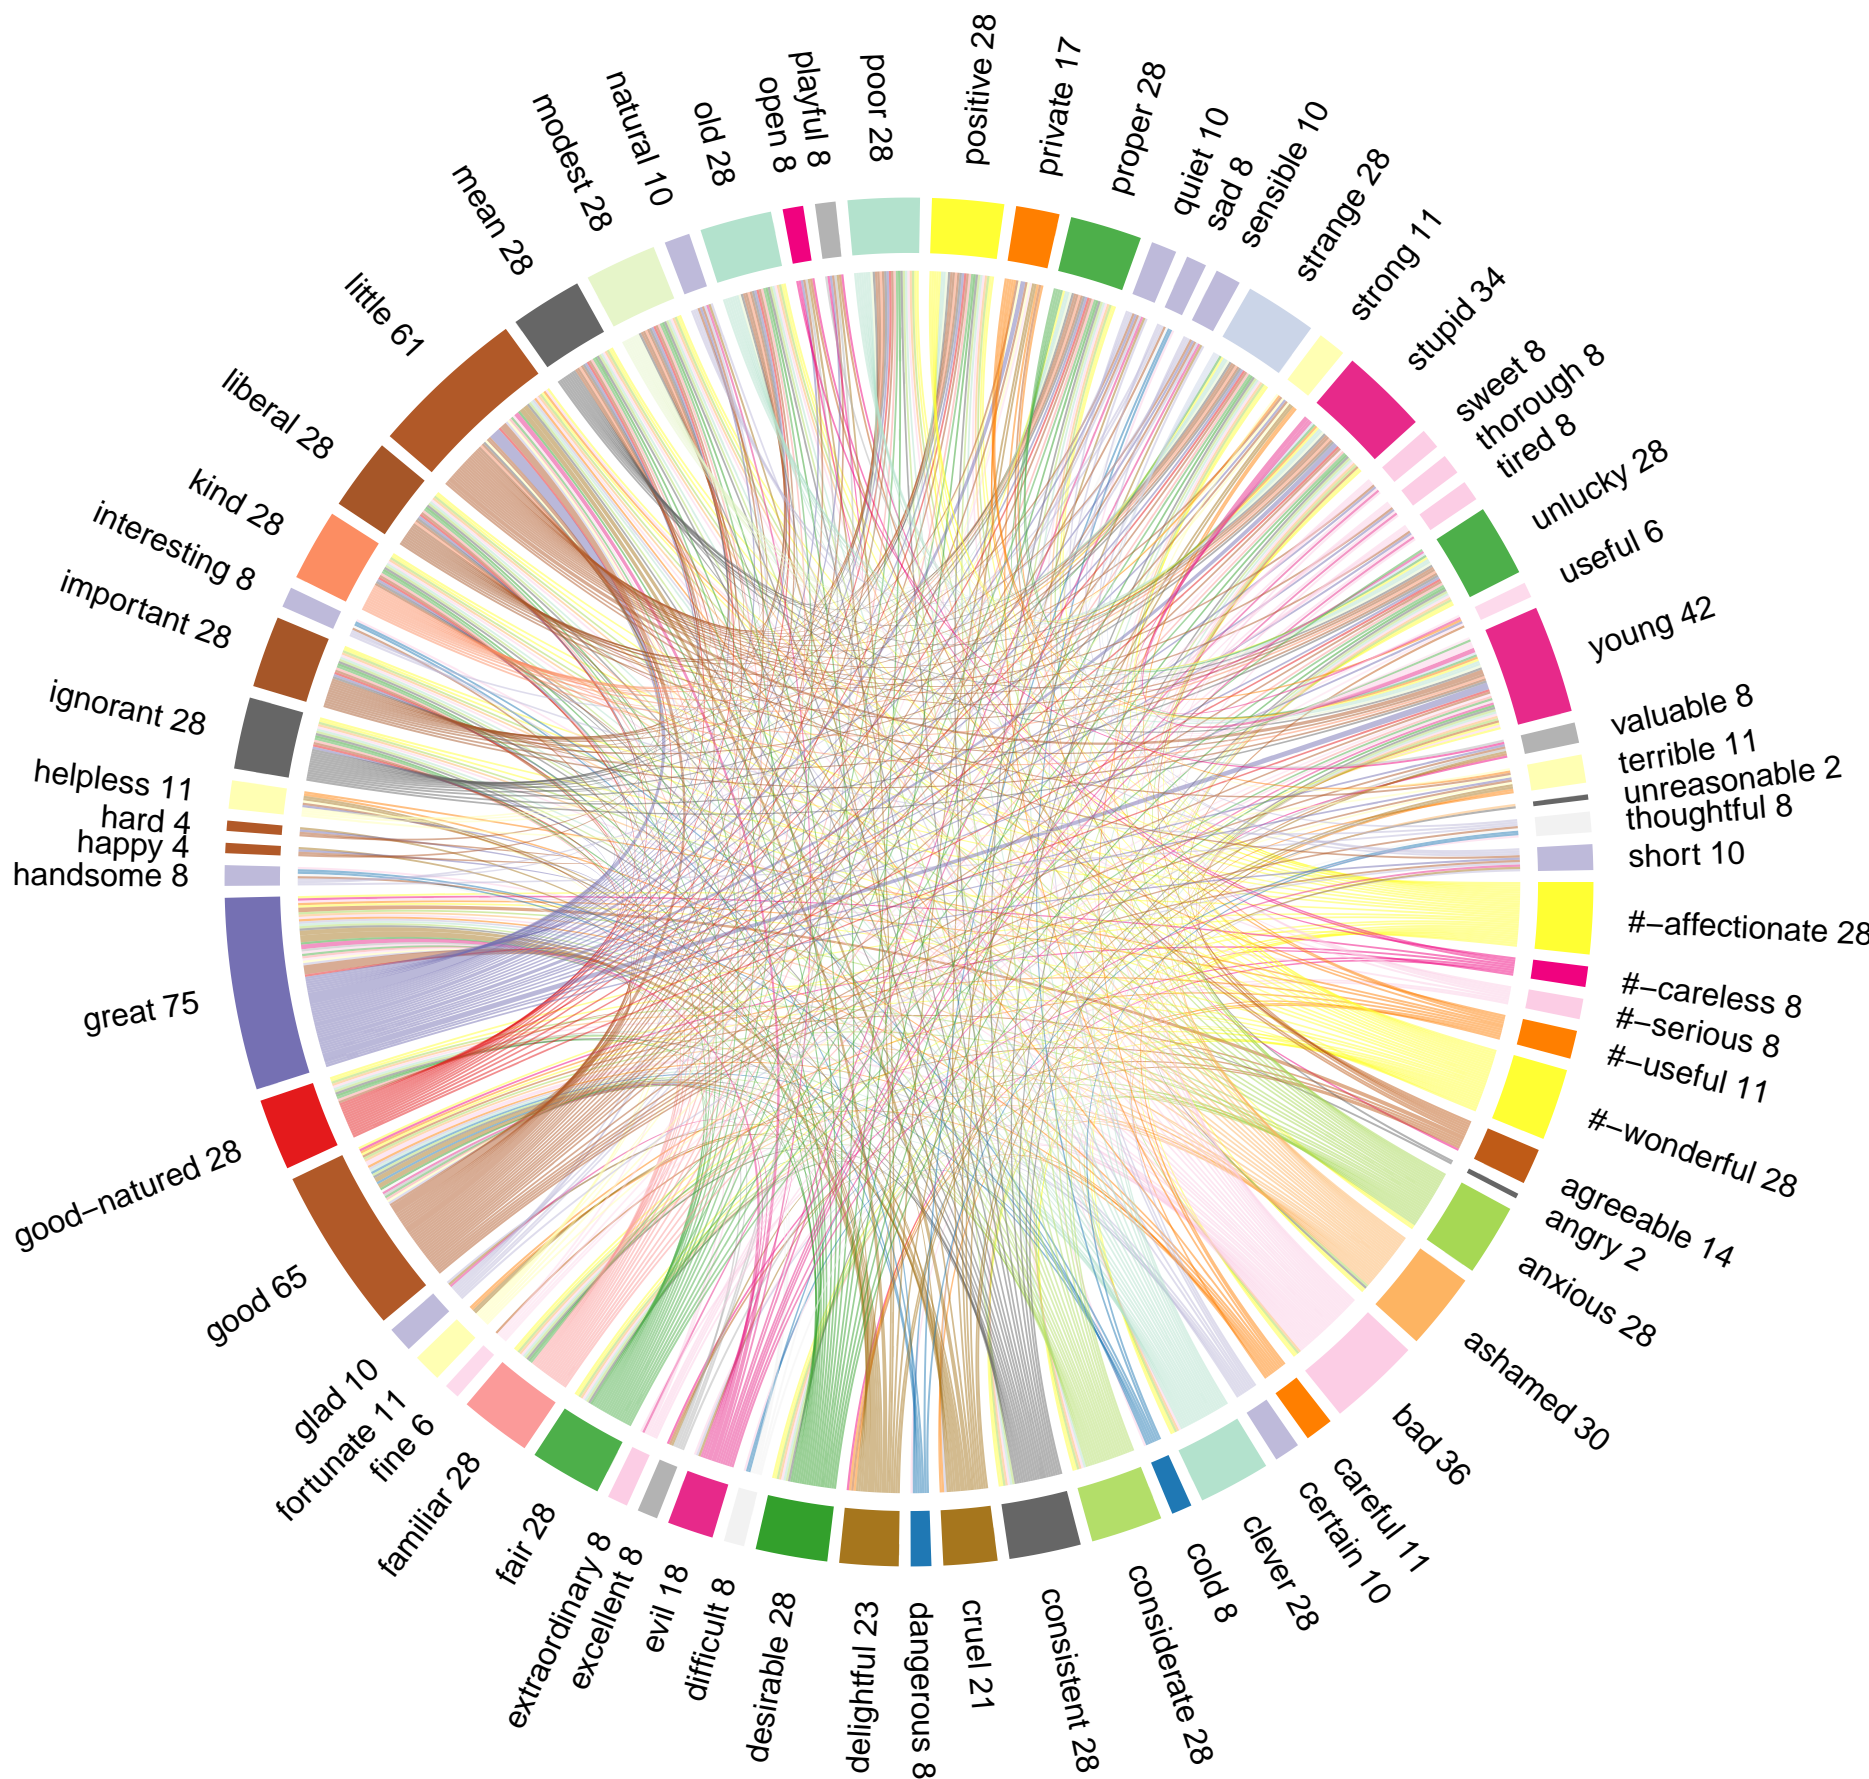 positive 28
private 17
proper 28
quiet 10
sad 8
sensible 10
strange 28
strong 11
stupid 34
sweet 8
thorough 8
tired 8
unlucky 28
useful 6
young 42
valuable 8
terrible 11
unreasonable 2
thoughtful 8
short 10
#−affectionate 28
#−careless 8
#−serious 8
#−useful 11
#−wonderful 28
agreeable 14
angry 2
anxious 28
ashamed 30
bad 36
careful 11
certain 10
clever 28
cold 8
considerate 28
consistent 28
cruel 21
dangerous 8
delightful 23
desirable 28
difficult 8
evil 18
excellent 8
extraordinary 8
fair 28
familiar 28
fine 6
fortunate 11
glad 10
good 65
good−natured 28
great 75
handsome 8
happy 4
hard 4
helpless 11
ignorant 28
important 28
interesting 8
kind 28
liberal 28
little 61
mean 28
modest 28
natural 10
old 28
open 8
playful 8
poor 28